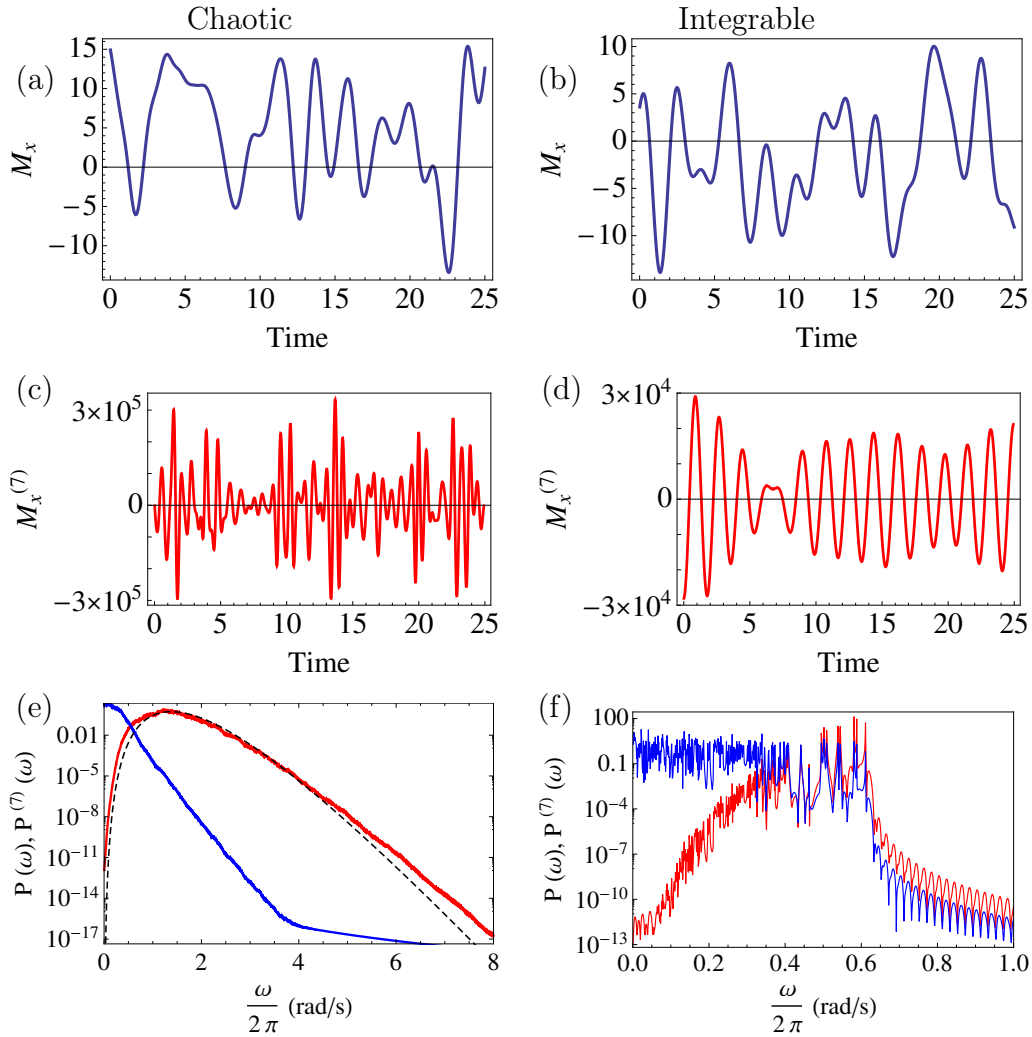 Chaotic
Integrable
(a)
M_x
15
10
5
0
−5
−10
0 5 10 15 20 25
Time
(b)
M_x
10
5
0
−5
−10
0 5 10 15 20 25
Time
(c)
M_x^(7)
3×10^5
0
−3×10^5
0 5 10 15 20 25
Time
(d)
M_x^(7)
3×10^4
0
−3×10^4
0 5 10 15 20 25
Time
(e)
P (ω), P^(7) (ω)
0.01
10^−5
10^−8
10^−11
10^−14
10^−17
0 2 4 6 8
ω/2 π (rad/s)
(f)
P (ω), P^(7) (ω)
100
0.1
10^−4
10^−7
10^−10
10^−13
0.0 0.2 0.4 0.6 0.8 1.0
ω/2 π (rad/s)